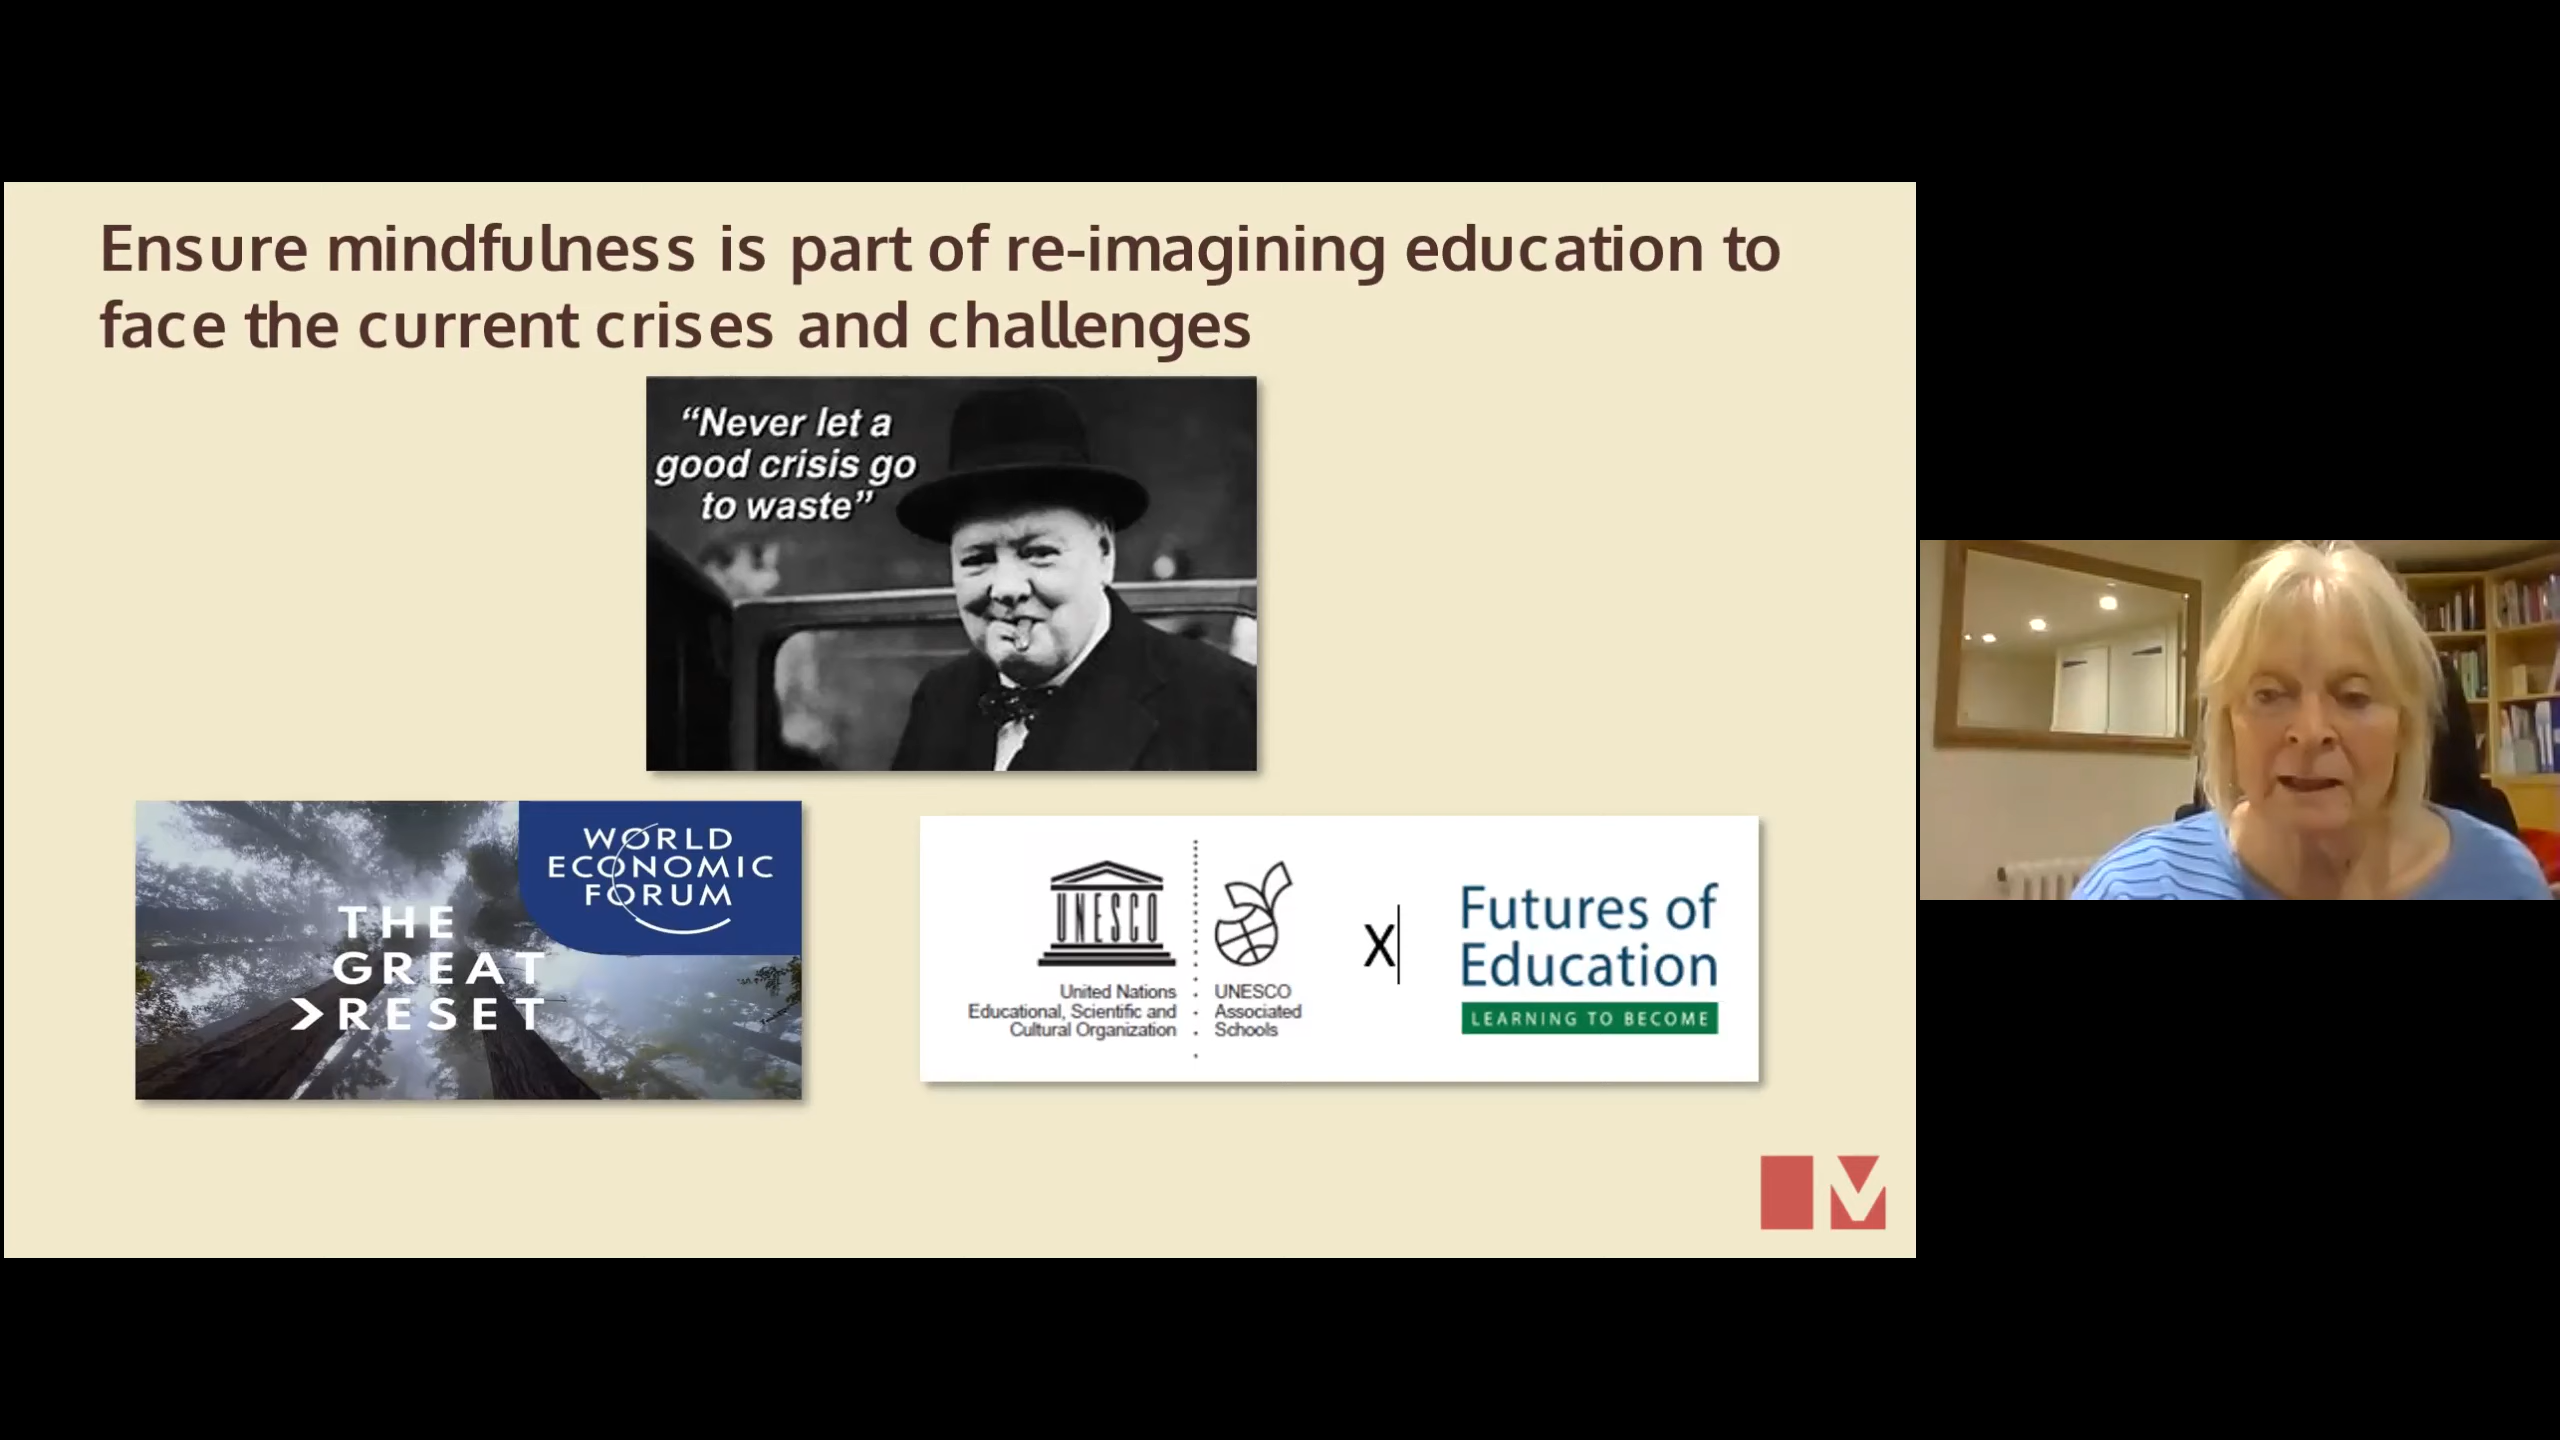 Ensure mindfulness is part of re-imagining education to
face the current crises and challenges
“Never let a
good crisis go
to waste”
WORLD
ECONOMIC
FORUM
THE
GREAT
>RESET
UNESCO
United Nations
Educational, Scientific and
Cultural Organization
UNESCO
Associated
Schools
X
Futures of
Education
LEARNING TO BECOME